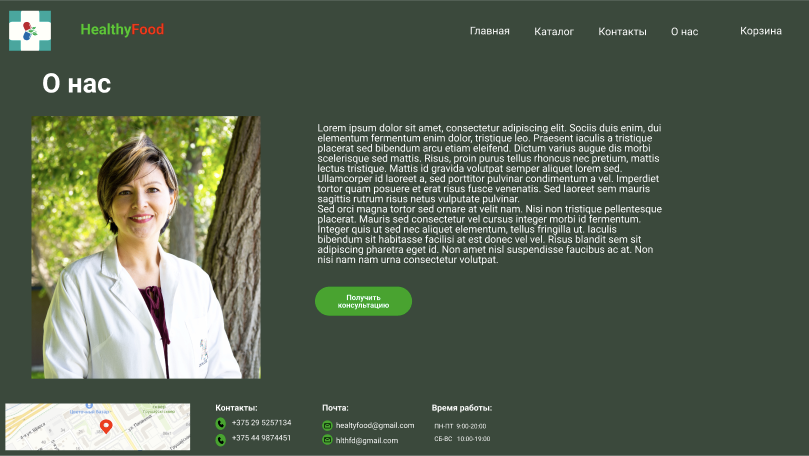 HealthyFood
Главная Каталог Контакты О нас Корзина
О нас
Lorem ipsum dolor sit amet, consectetur adipiscing elit. Sociis duis enim, dui
elementum fermentum enim dolor, tristique leo. Praesent iaculis a tristique
placerat sed bibendum arcu etiam eleifend. Dictum varius augue dis morbi
scelerisque sed mattis. Risus, proin purus tellus rhoncus nec pretium, mattis
lectus tristique. Mattis id gravida volutpat semper aliquet lorem sed.
Ullamcorper id laoreet a, sed porttitor pulvinar condimentum a vel. Imperdiet
tortor quam posuere et erat risus fusce venenatis. Sed laoreet sem mauris
sagittis rutrum risus netus vulputate pulvinar.
Sed orci magna tortor sed ornare at velit nam. Nisi non tristique pellentesque
placerat. Mauris sed consectetur vel cursus integer morbi id fermentum.
Integer quis ut sed nec aliquet elementum, tellus fringilla ut. Iaculis
bibendum sit habitasse facilisi at est donec vel vel. Risus blandit sem sit
adipiscing pharetra eget id. Non amet nisl suspendisse faucibus ac at. Non
nisi nam nam urna consectetur volutpat.
Получить
консультацию
Контакты:
+375 29 5257134
+375 44 9874451
Почта:
healtyfood@gmail.com
hlthfd@gmail.com
Время работы:
ПН-ПТ 9:00-20:00
СБ-ВС 10:00-19:00